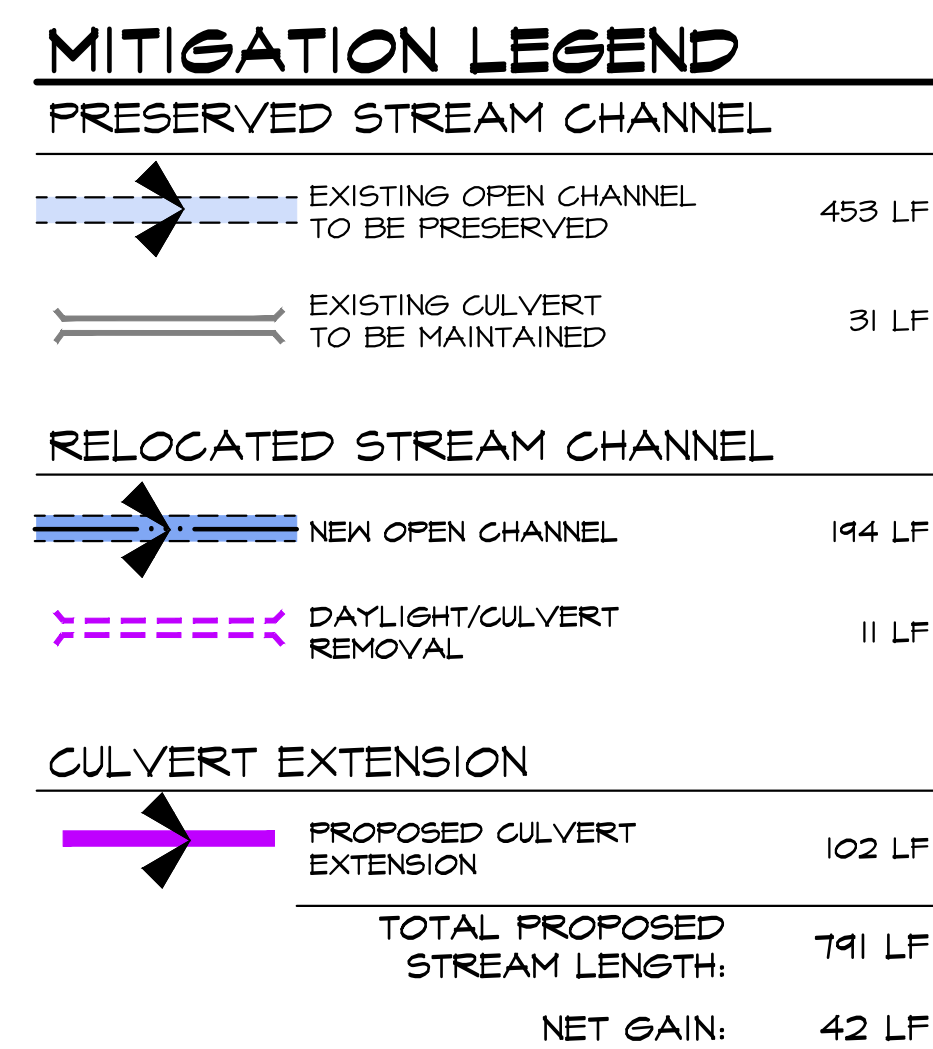 MITIGATION LEGEND
PRESERVED STREAM CHANNEL
EXISTING OPEN CHANNEL
TO BE PRESERVED
453 LF
EXISTING CULVERT
TO BE MAINTAINED
31 LF
RELOCATED STREAM CHANNEL
NEW OPEN CHANNEL
194 LF
DAYLIGHT/CULVERT
REMOVAL
11 LF
CULVERT EXTENSION
PROPOSED CULVERT
EXTENSION
102 LF
TOTAL PROPOSED
STREAM LENGTH:
791 LF
NET GAIN:
42 LF